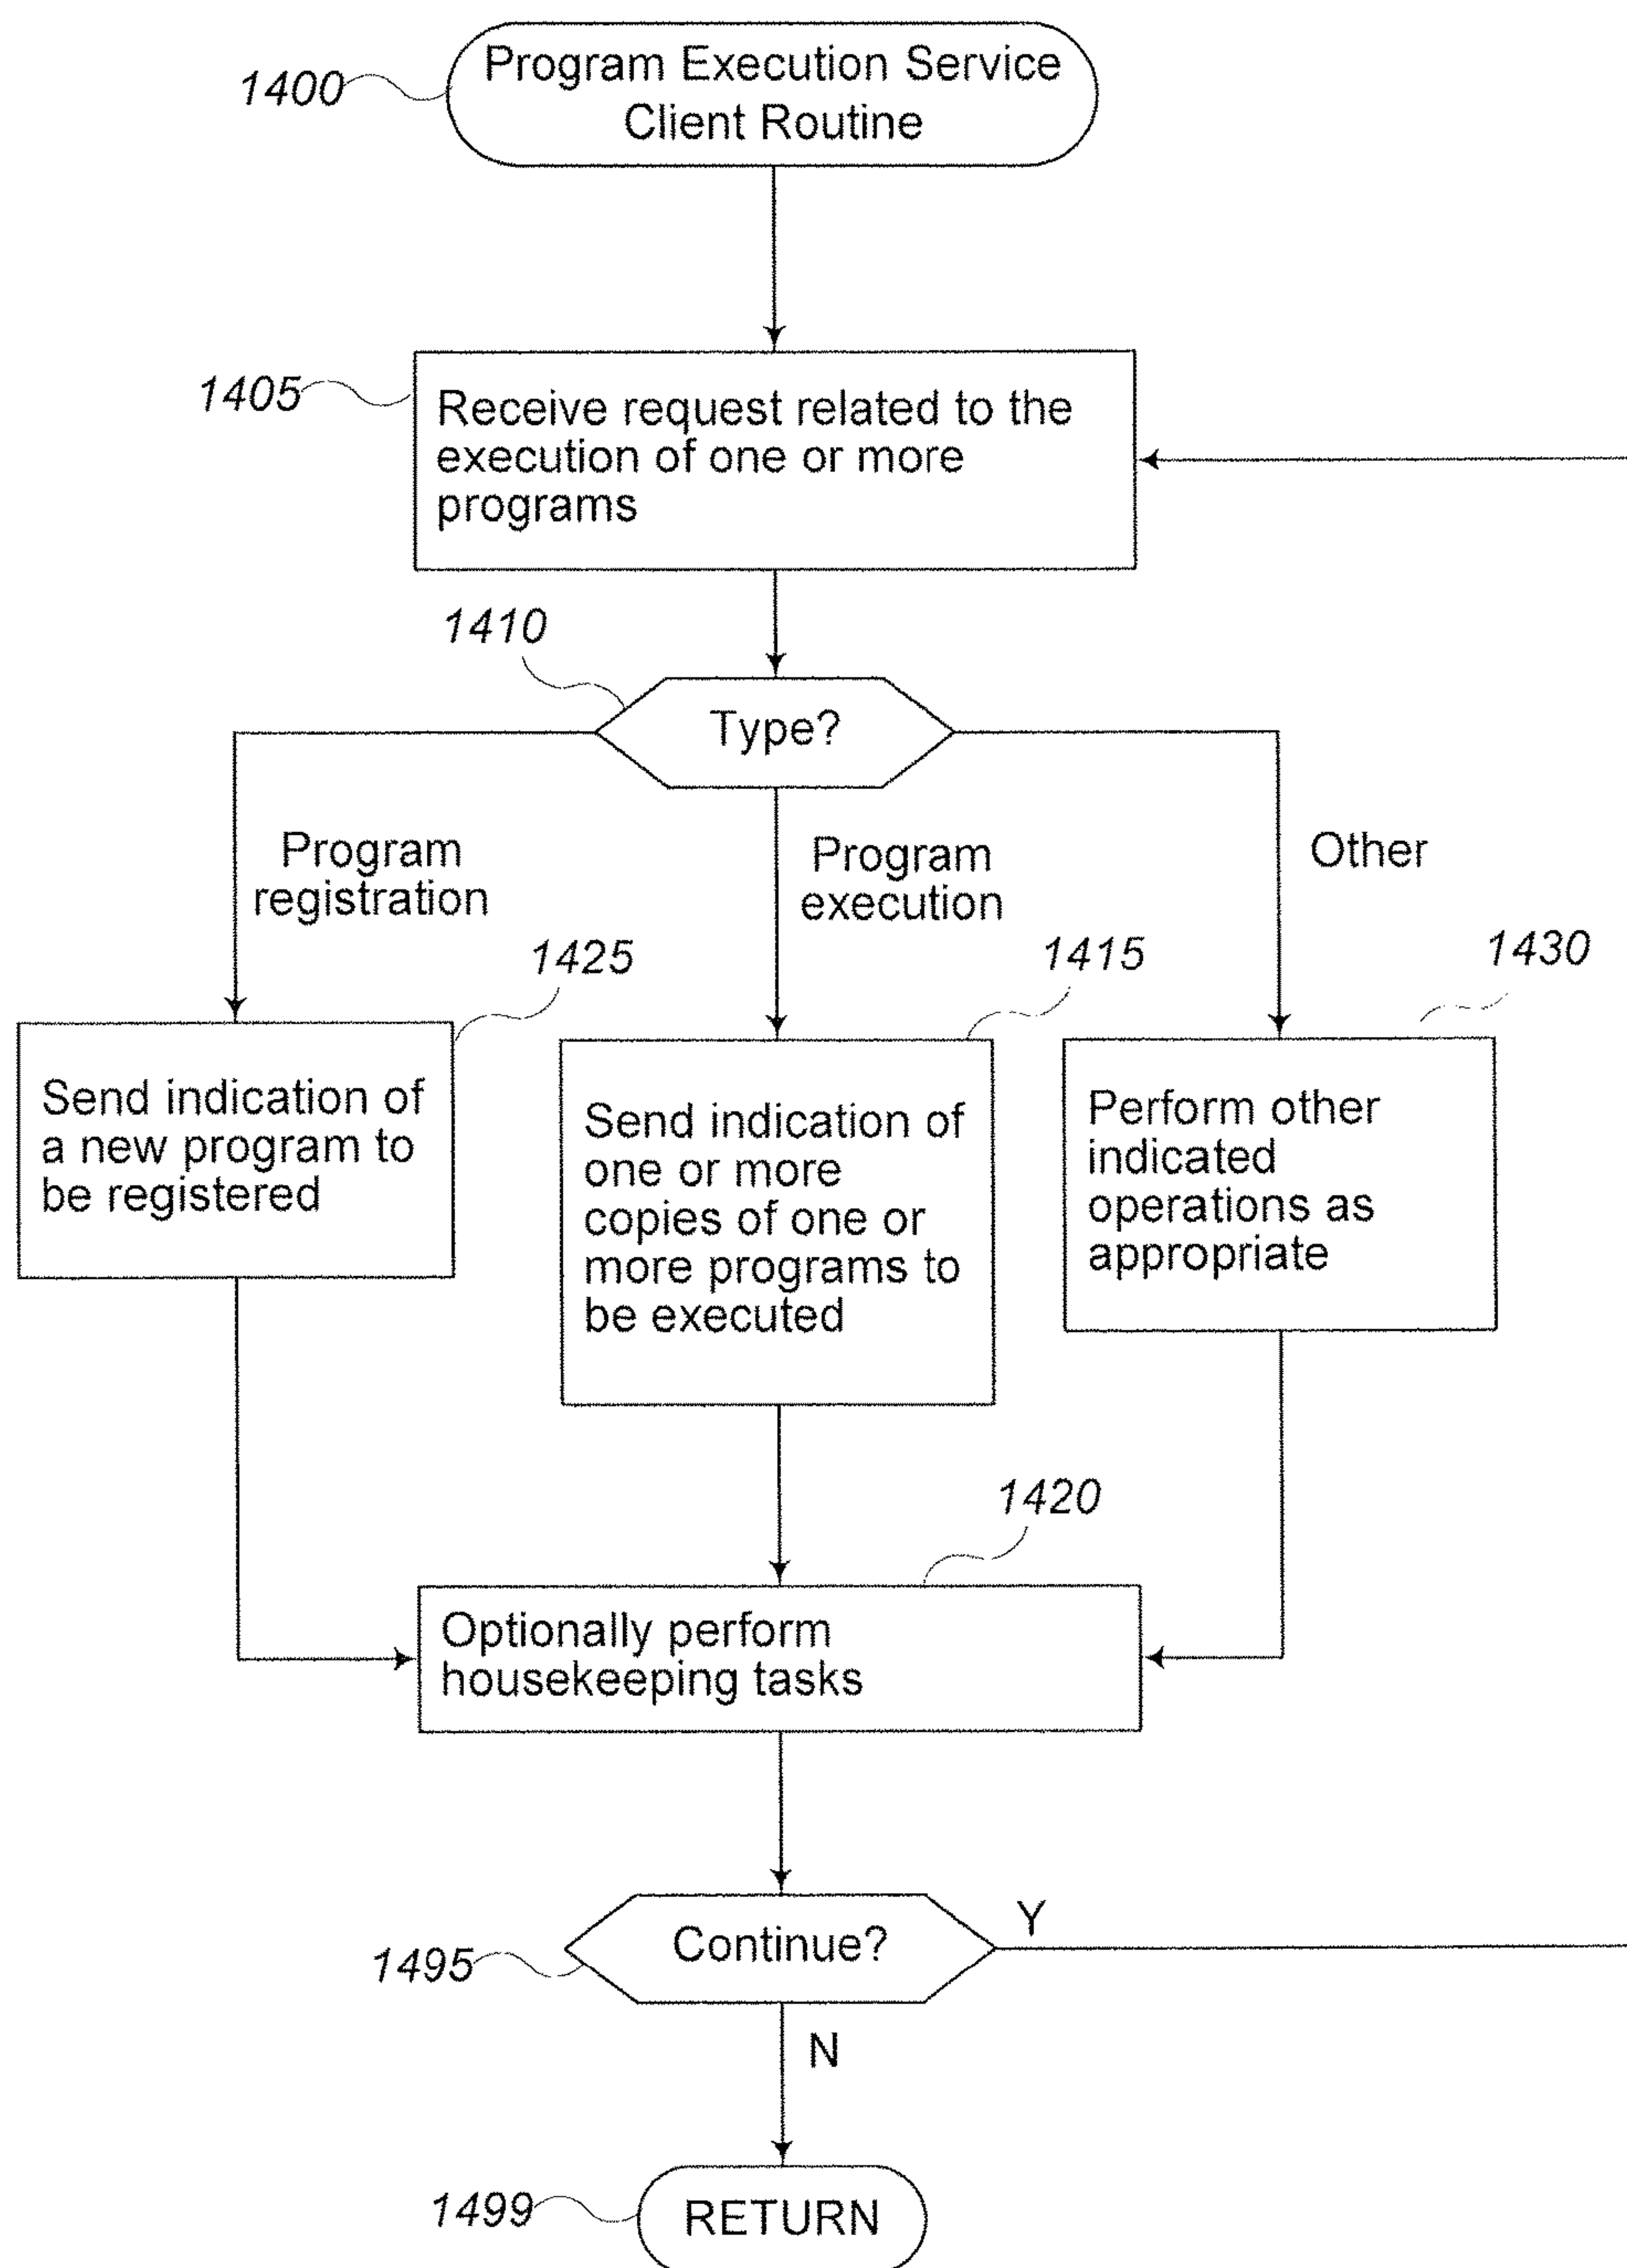 1400
Program Execution Service
Client Routine
1405
Receive request related to the
execution of one or more
programs
1410
Type?
Program
registration
Program
execution
Other
1425
1415
1430
Send indication of
a new program to
be registered
Send indication of
one or more
copies of one or
more programs to
be executed
Perform other
indicated
operations as
appropriate
1420
Optionally perform
housekeeping tasks
1495
Continue?
Y
N
1499
RETURN